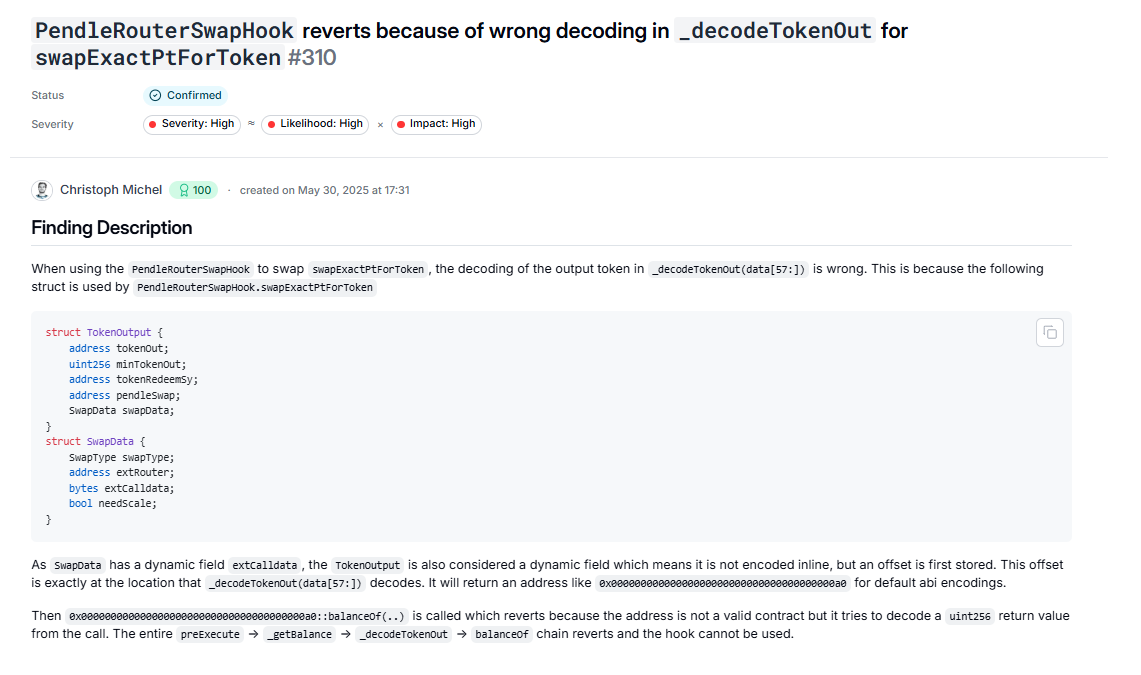 PendleRouterSwapHook reverts because of wrong decoding in _decodeTokenOut for
swapExactPtForToken #310
Status
Confirmed
Severity
Severity: High ≈ Likelihood: High × Impact: High
Christoph Michel 100 · created on May 30, 2025 at 17:31
Finding Description
When using the PendleRouterSwapHook to swap swapExactPtForToken, the decoding of the output token in _decodeTokenOut(data[57:]) is wrong. This is because the following
struct is used by PendleRouterSwapHook.swapExactPtForToken
struct TokenOutput {
    address tokenOut;
    uint256 minTokenOut;
    address tokenRedeemSy;
    address pendleSwap;
    SwapData swapData;
}
struct SwapData {
    SwapType swapType;
    address extRouter;
    bytes extCalldata;
    bool needScale;
}
As SwapData has a dynamic field extCalldata, the TokenOutput is also considered a dynamic field which means it is not encoded inline, but an offset is first stored. This offset
is exactly at the location that _decodeTokenOut(data[57:]) decodes. It will return an address like 0x00000000000000000000000000000000000000a0 for default abi encodings.
Then 0x00000000000000000000000000000000000000a0::balanceOf(..) is called which reverts because the address is not a valid contract but it tries to decode a uint256 return value
from the call. The entire preExecute → _getBalance → _decodeTokenOut → balanceOf chain reverts and the hook cannot be used.